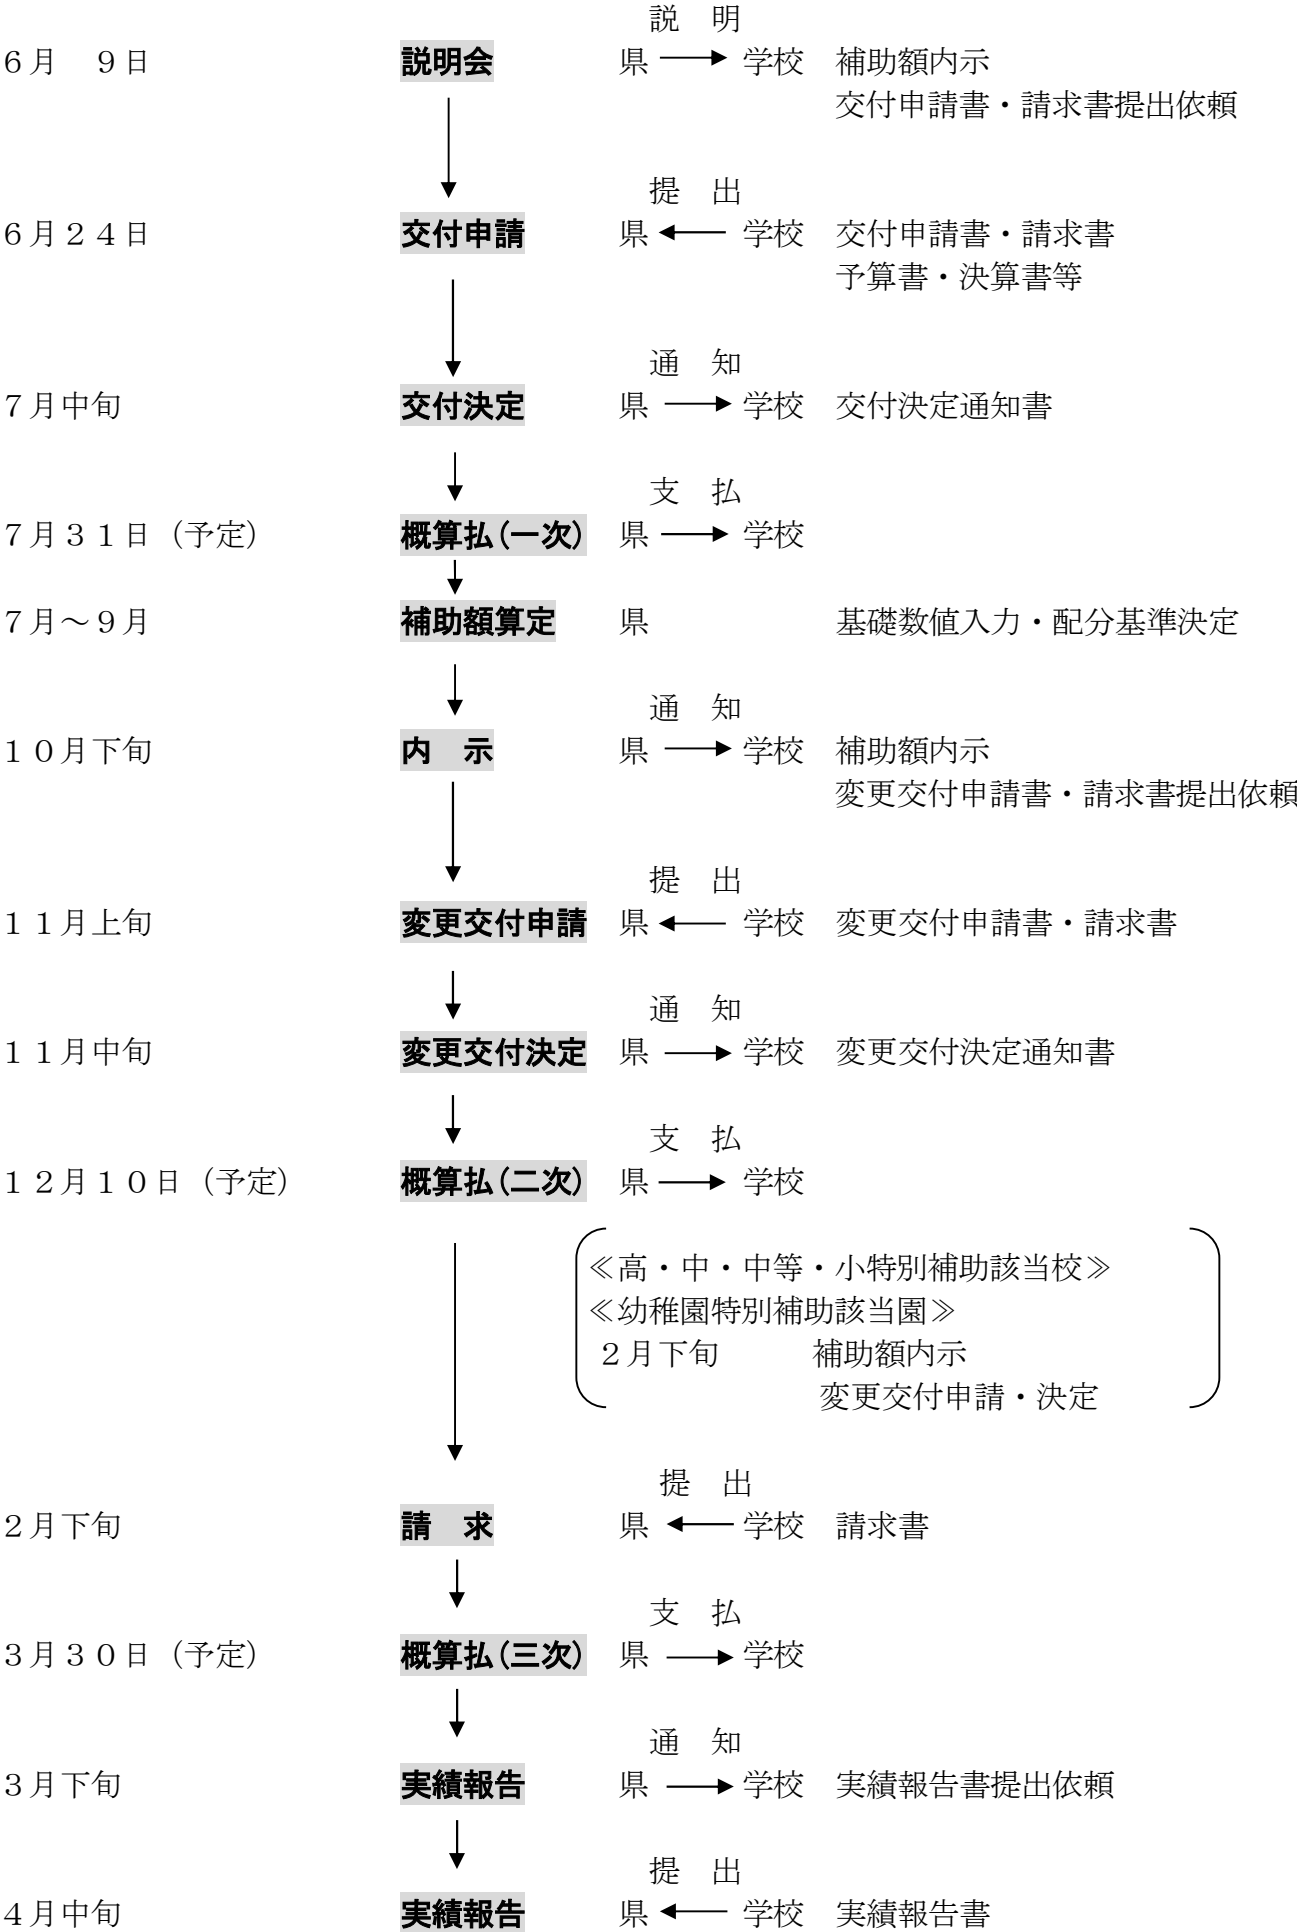 説　明
６月　９日　説明会　県　学校　補助額内示
交付申請書・請求書提出依頼
提　出
６月２４日　交付申請　県　学校　交付申請書・請求書
予算書・決算書等
通　知
７月中旬　交付決定　県　学校　交付決定通知書
支　払
７月３１日（予定）　概算払（一次）　県　学校
７月～９月　補助額算定　県　基礎数値入力・配分基準決定
通　知
１０月下旬　内　示　県　学校　補助額内示
変更交付申請書・請求書提出依頼
提　出
１１月上旬　変更交付申請　県　学校　変更交付申請書・請求書
通　知
１１月中旬　変更交付決定　県　学校　変更交付決定通知書
支　払
１２月１０日（予定）　概算払（二次）　県　学校
≪高・中・中等・小特別補助該当校≫
≪幼稚園特別補助該当園≫
２月下旬　補助額内示
変更交付申請・決定
提　出
２月下旬　請　求　県　学校　請求書
支　払
３月３０日（予定）　概算払（三次）　県　学校
通　知
３月下旬　実績報告　県　学校　実績報告書提出依頼
提　出
４月中旬　実績報告　県　学校　実績報告書